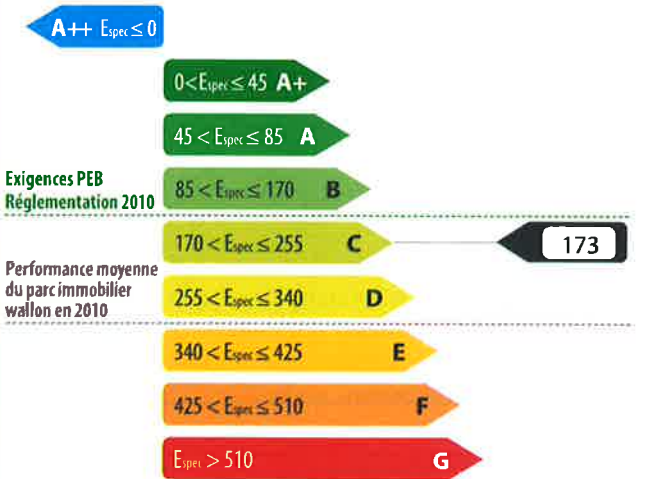 A++ Espec ≤ 0
0<Espec ≤ 45 A+
45 < Espec ≤ 85 A
Exigences PEB
Réglementation 2010
85 < Espec ≤ 170 B
170 < Espec ≤ 255 C
173
Performance moyenne
du parc immobilier
wallon en 2010
255 < Espec ≤ 340 D
340 < Espec ≤ 425 E
425 < Espec ≤ 510 F
Espec > 510 G